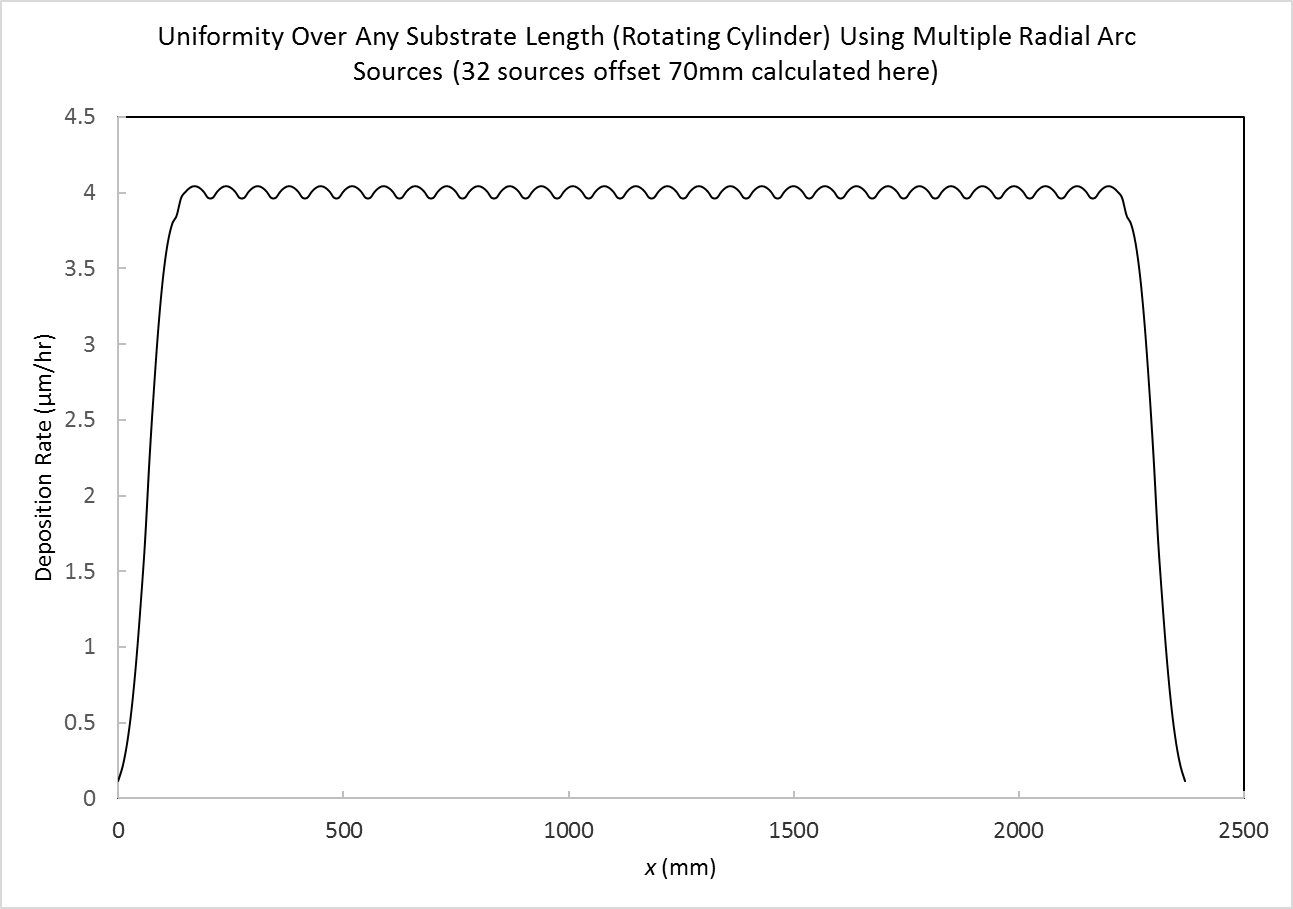 Uniformity Over Any Substrate Length (Rotating Cylinder) Using Multiple Radial Arc
Sources (32 sources offset 70mm calculated here)
4.5
4
3.5
3
2.5
2
1.5
1
0.5
0
Deposition Rate (µm/hr)
0 500 1000 1500 2000 2500
x (mm)